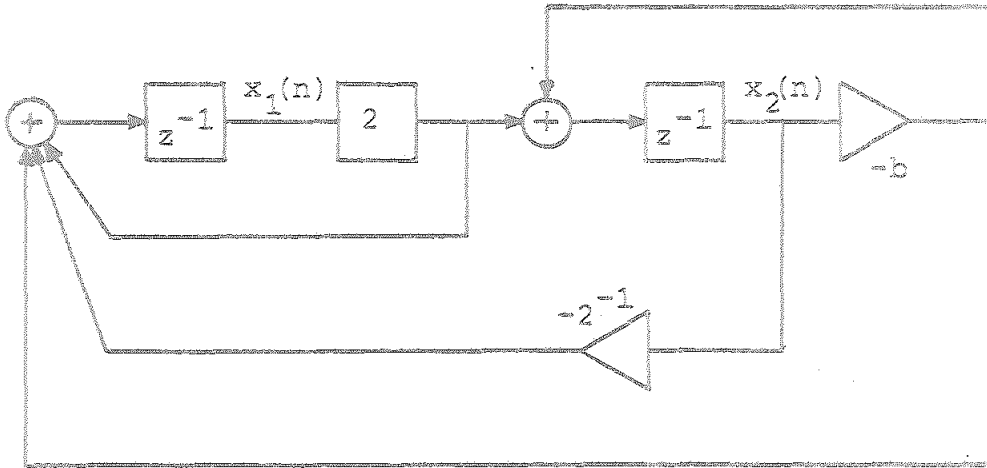 x₁(n)
x₂(n)
+
z⁻¹
2
+
z⁻¹
-b
-2⁻¹